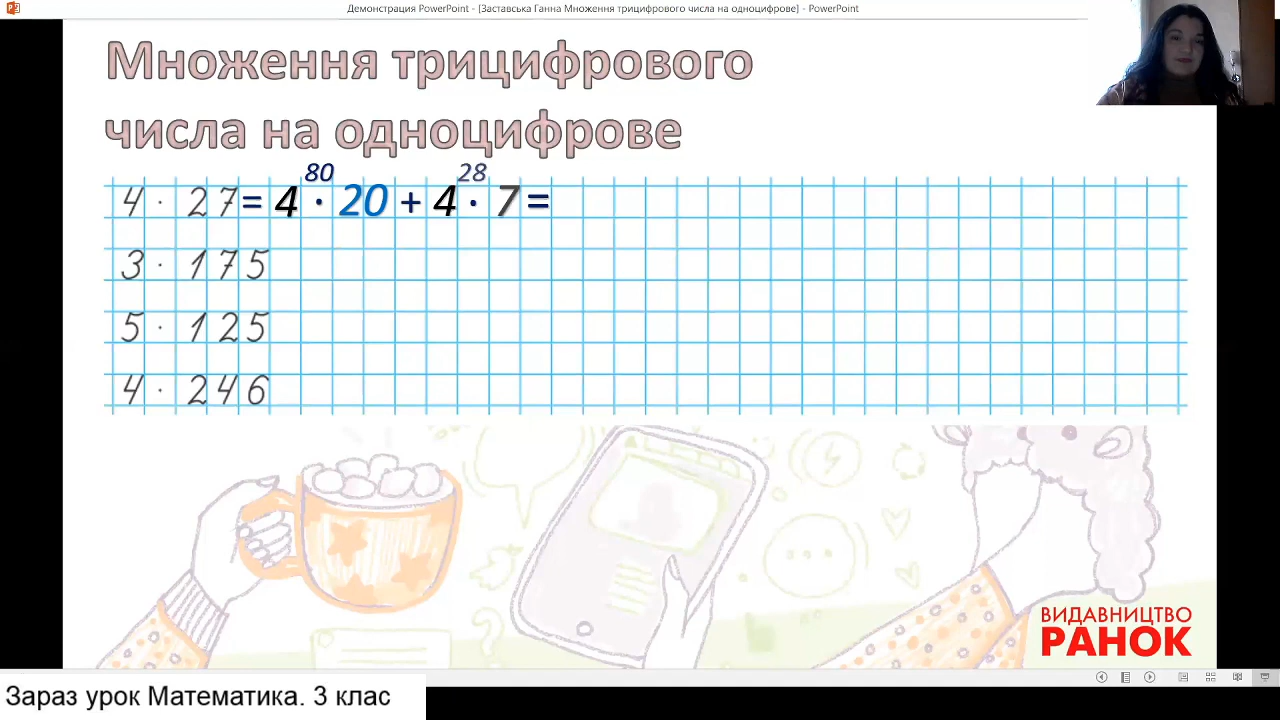 Демонстрация PowerPoint - [Заставська Ганна Множення трицифрового числа на одноцифрове] - PowerPoint
Множення трицифрового
числа на одноцифрове
80 28
4 · 27 = 4 · 20 + 4 · 7 =
3 · 175
5 · 125
4 · 246
ВИДАВНИЦТВО
РАНОК
Зараз урок Математика. 3 клас